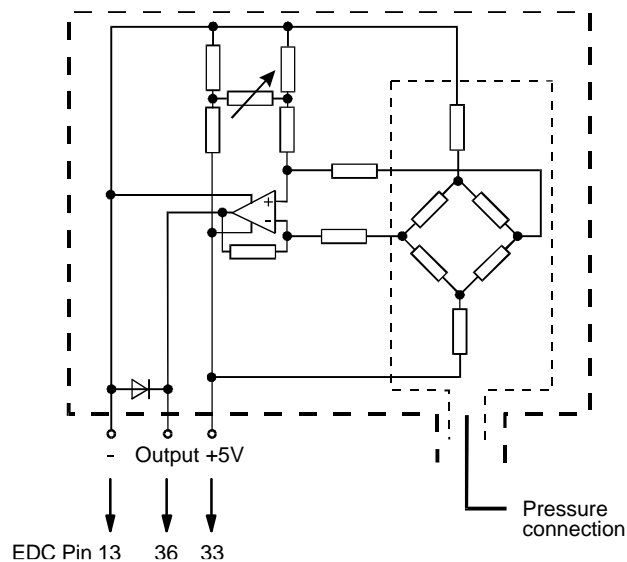 +
-
- Output +5V
Pressure
connection
EDC Pin 13 36 33